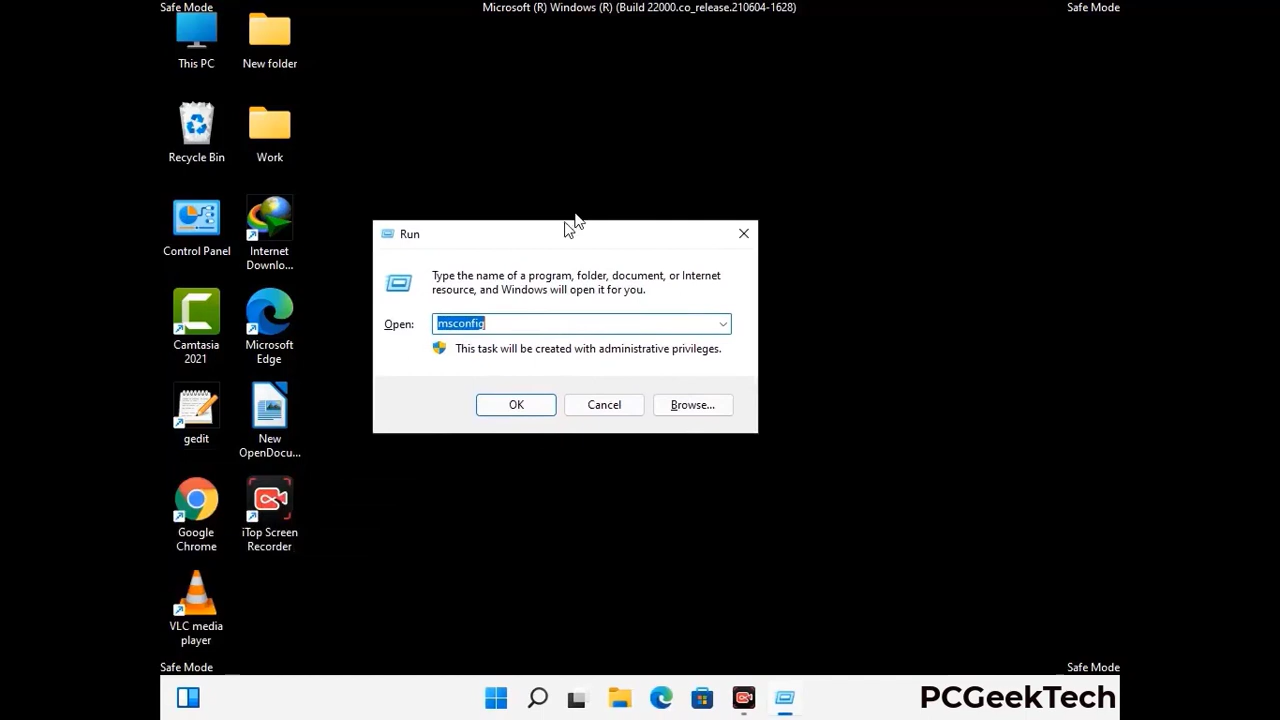 Safe Mode
Microsoft (R) Windows (R) (Build 22000.co_release.210604-1628)
Safe Mode
This PC
New folder
Recycle Bin
Work
Control Panel
Internet
Downlo...
Camtasia
2021
Microsoft
Edge
gedit
New
OpenDocu...
Google
Chrome
iTop Screen
Recorder
VLC media
player
Run
Type the name of a program, folder, document, or Internet
resource, and Windows will open it for you.
Open:
msconfig
This task will be created with administrative privileges.
OK
Cancel
Browse...
Safe Mode
Safe Mode
PCGeekTech